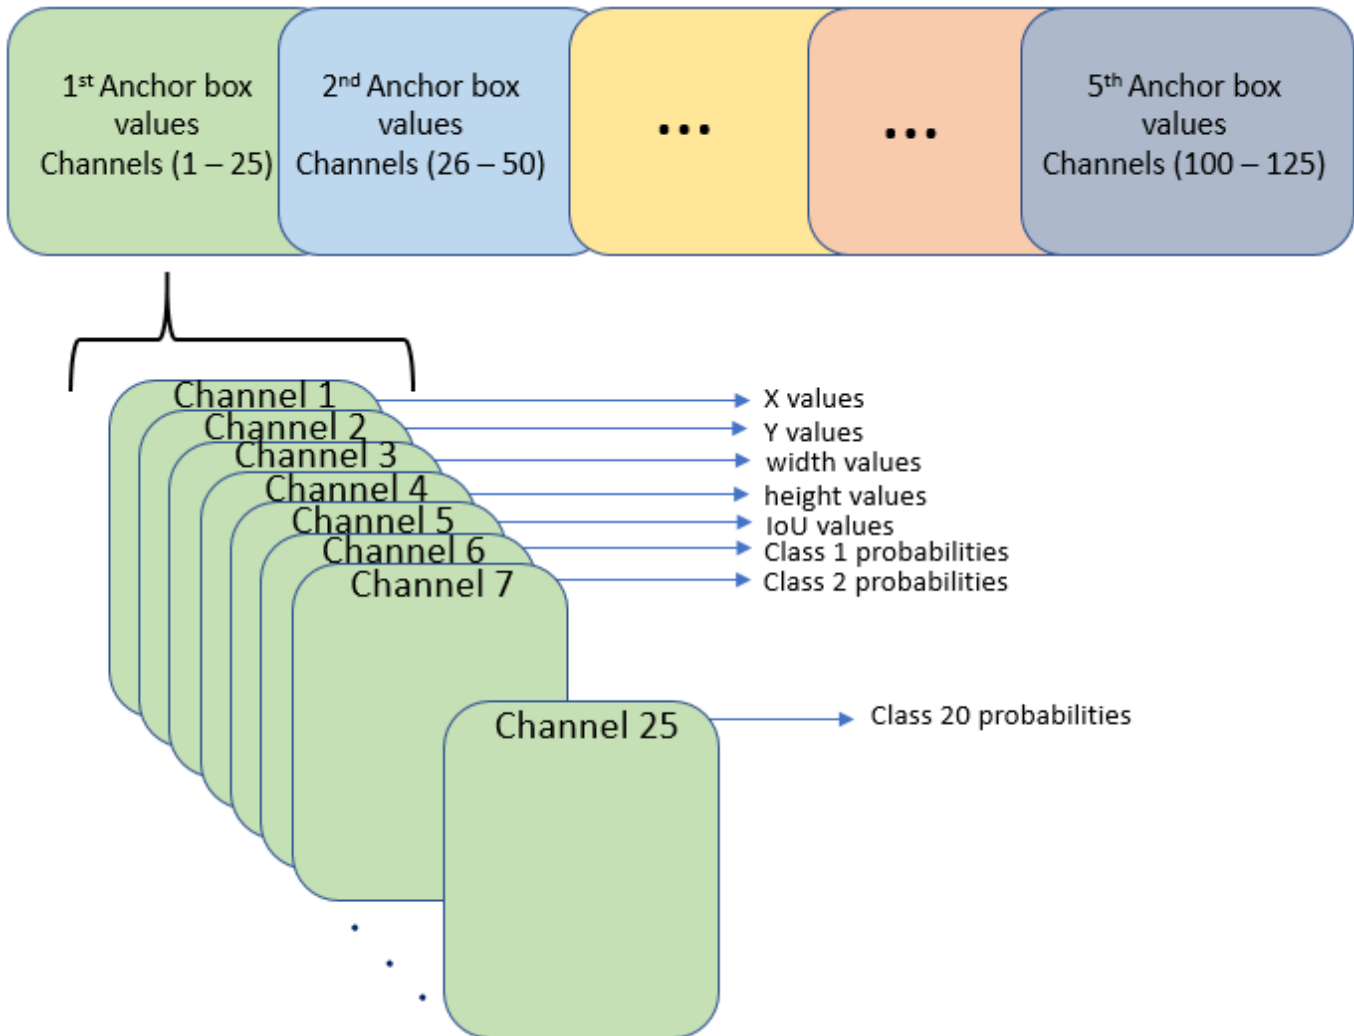 1st Anchor box
values
Channels (1 – 25)
2nd Anchor box
values
Channels (26 – 50)
...
...
5th Anchor box
values
Channels (100 – 125)
Channel 1
X values
Channel 2
Y values
Channel 3
width values
Channel 4
height values
Channel 5
IoU values
Channel 6
Class 1 probabilities
Channel 7
Class 2 probabilities
Channel 25
Class 20 probabilities